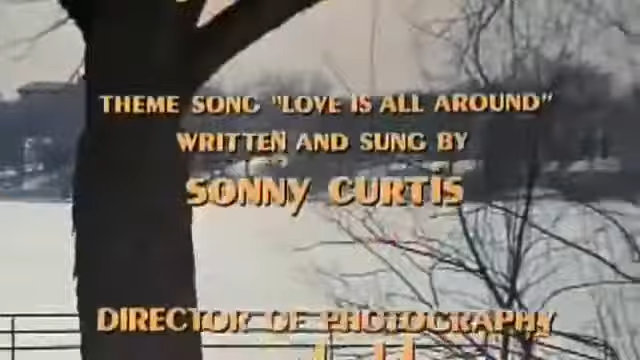 THEME SONG "LOVE IS ALL AROUND"
WRITTEN AND SUNG BY
SONNY CURTIS
DIRECTOR OF PHOTOGRAPHY